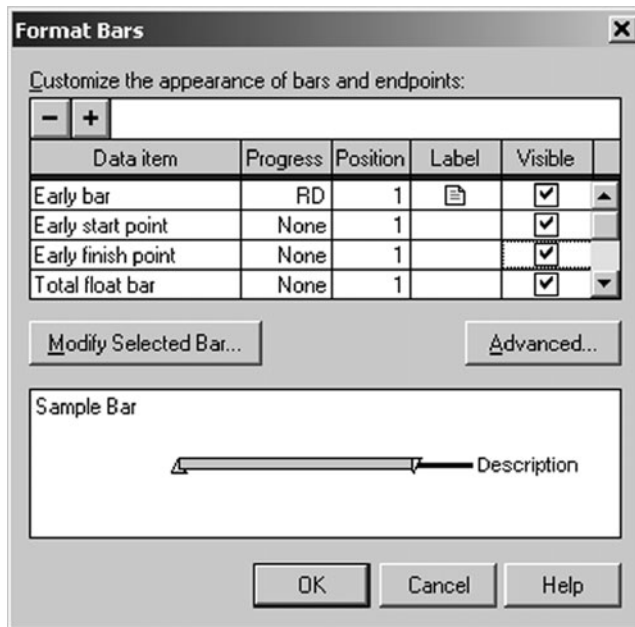 Format Bars
Customize the appearance of bars and endpoints:
− +
Data item Progress Position Label Visible
Early bar RD 1
Early start point None 1
Early finish point None 1
Total float bar None 1
Modify Selected Bar... Advanced...
Sample Bar
Description
OK Cancel Help